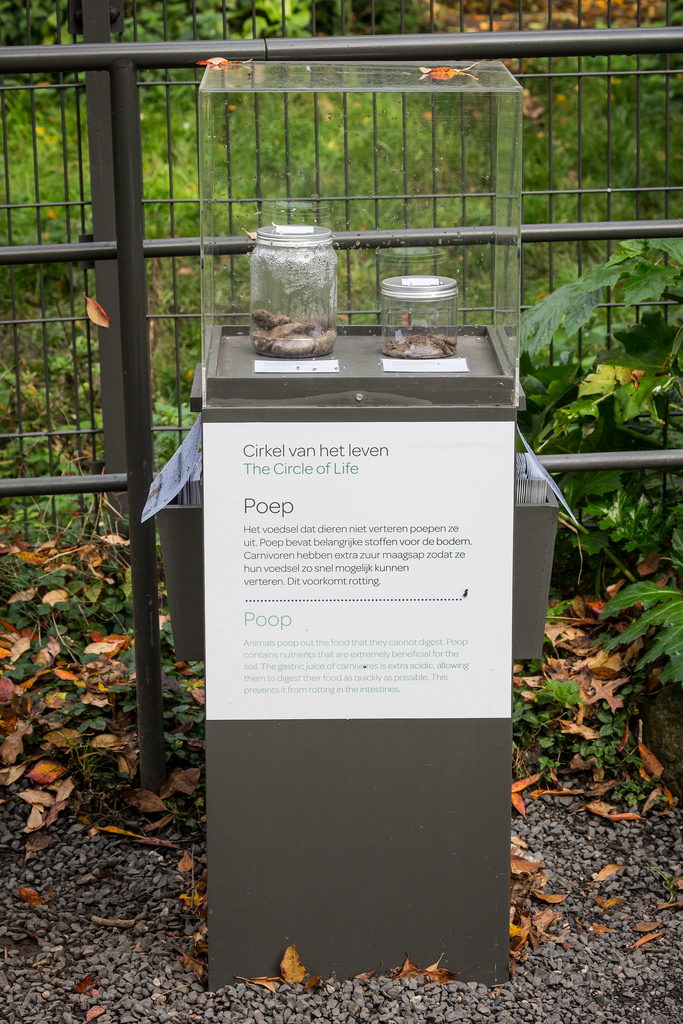 Cirkel van het leven
The Circle of Life
Poep
Het voedsel dat dieren niet verteren poepen ze
uit. Poep bevat belangrijke stoffen voor de bodem.
Carnivoren hebben extra zuur maagsap zodat ze
hun voedsel zo snel mogelijk kunnen
verteren. Dit voorkomt rotting.
Poop
Animals poop out the food that they cannot digest. Poop
contains nutrients that are extremely beneficial for the
soil. The gastric juice of carnivores is extra acidic, allowing
them to digest their food as quickly as possible. This
prevents it from rotting in the intestines.